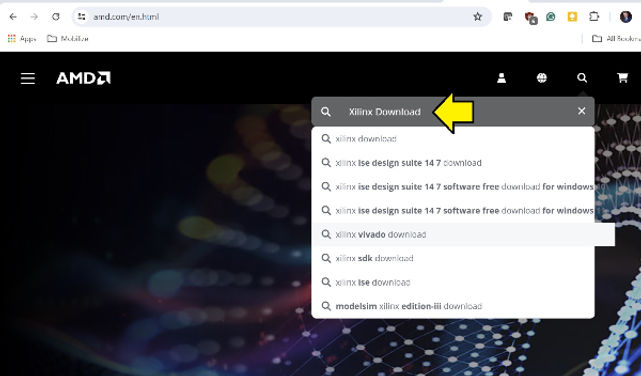 amd.com/en.html
Apps
Mobilize
All Bookma
AMD
Xilinx Download
xilinx download
xilinx ise design suite 14 7 download
xilinx ise design suite 14 7 software free download for windows
xilinx ise design suite 14 7 software free download for windows
xilinx vivado download
xilinx sdk download
xilinx ise download
modelsim xilinx edition-iii download